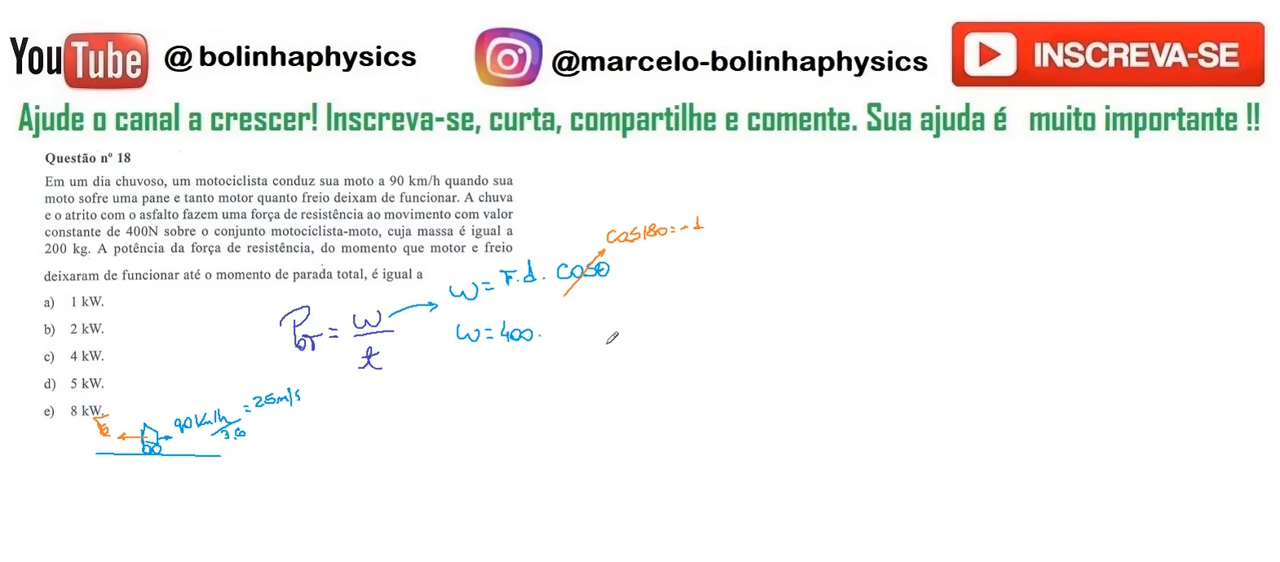 YouTube @bolinhaphysics @marcelo-bolinhaphysics INSCREVA-SE
Ajude o canal a crescer! Inscreva-se, curta, compartilhe e comente. Sua ajuda é muito importante !!
Questão nº 18
Em um dia chuvoso, um motociclista conduz sua moto a 90 km/h quando sua
moto sofre uma pane e tanto motor quanto freio deixam de funcionar. A chuva
e o atrito com o asfalto fazem uma força de resistência ao movimento com valor
constante de 400N sobre o conjunto motociclista-moto, cuja massa é igual a
200 kg. A potência da força de resistência, do momento que motor e freio
deixaram de funcionar até o momento de parada total, é igual a
a) 1 kW.
b) 2 kW.
c) 4 kW.
d) 5 kW.
e) 8 kW.
90 Km/h = 25 m/s
3.6
Pot = w
t
w = F.d. cosθ
cos180 = -1
w = 400.